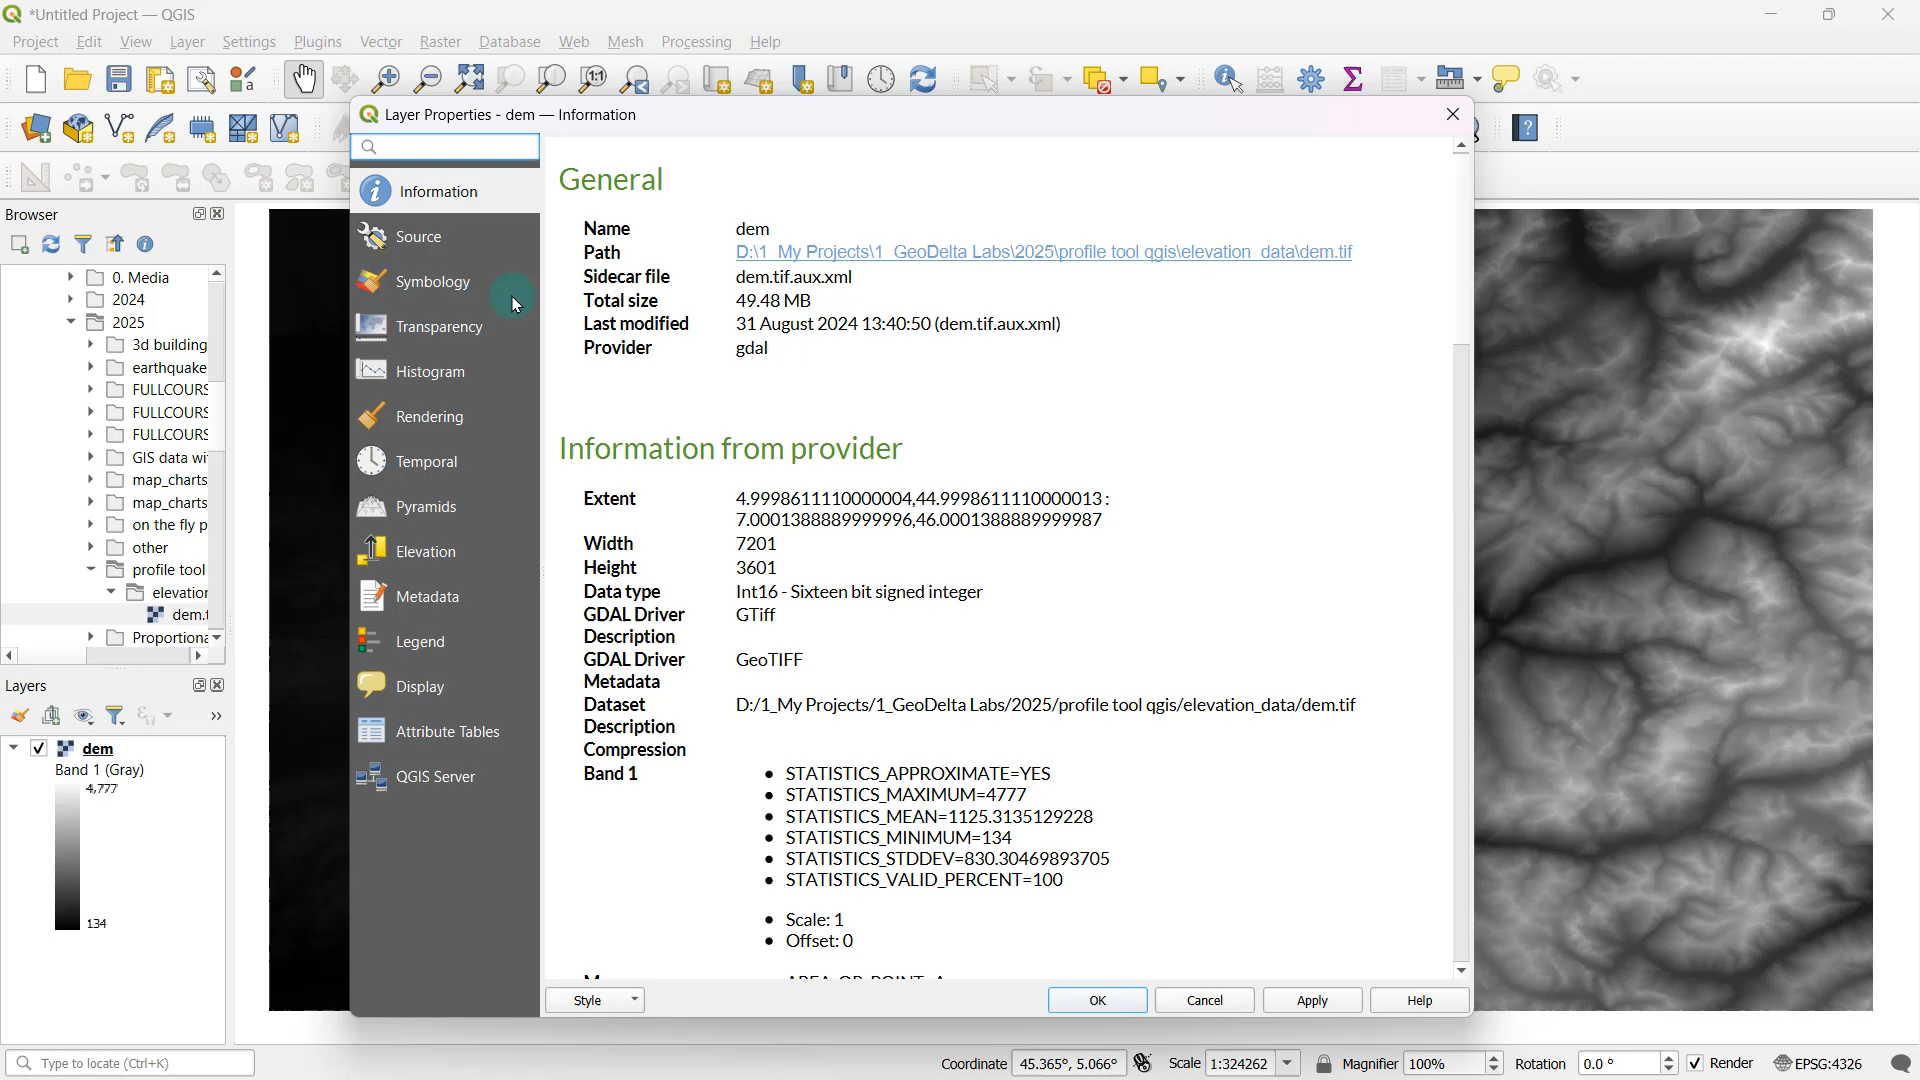 *Untitled Project — QGIS
Project Edit View Layer Settings Plugins Vector Raster Database Web Mesh Processing Help
Layer Properties - dem — Information
Browser
0. Media
2024
2025
3d building
earthquake
FULLCOURS
FULLCOURS
FULLCOURS
GIS data wi
map_charts
map_charts
on the fly p
other
profile tool
elevation
dem.t
Proportiona
Layers
dem
Band 1 (Gray)
4,777
134
Information
Source
Symbology
Transparency
Histogram
Rendering
Temporal
Pyramids
Elevation
Metadata
Legend
Display
Attribute Tables
QGIS Server
General
Name dem
Path D:\1_My Projects\1_GeoDelta Labs\2025\profile tool qgis\elevation_data\dem.tif
Sidecar file dem.tif.aux.xml
Total size 49.48 MB
Last modified 31 August 2024 13:40:50 (dem.tif.aux.xml)
Provider gdal
Information from provider
Extent 4.9998611110000004,44.9998611110000013 :
7.0001388889999996,46.0001388889999987
Width 7201
Height 3601
Data type Int16 - Sixteen bit signed integer
GDAL Driver GTiff
Description
GDAL Driver GeoTIFF
Metadata
Dataset D:/1_My Projects/1_GeoDelta Labs/2025/profile tool qgis/elevation_data/dem.tif
Description
Compression
Band 1 • STATISTICS_APPROXIMATE=YES
• STATISTICS_MAXIMUM=4777
• STATISTICS_MEAN=1125.3135129228
• STATISTICS_MINIMUM=134
• STATISTICS_STDDEV=830.30469893705
• STATISTICS_VALID_PERCENT=100
• Scale: 1
• Offset: 0
Style OK Cancel Apply Help
Type to locate (Ctrl+K) Coordinate 45.365°, 5.066° Scale 1:324262 Magnifier 100% Rotation 0.0 ° Render EPSG:4326